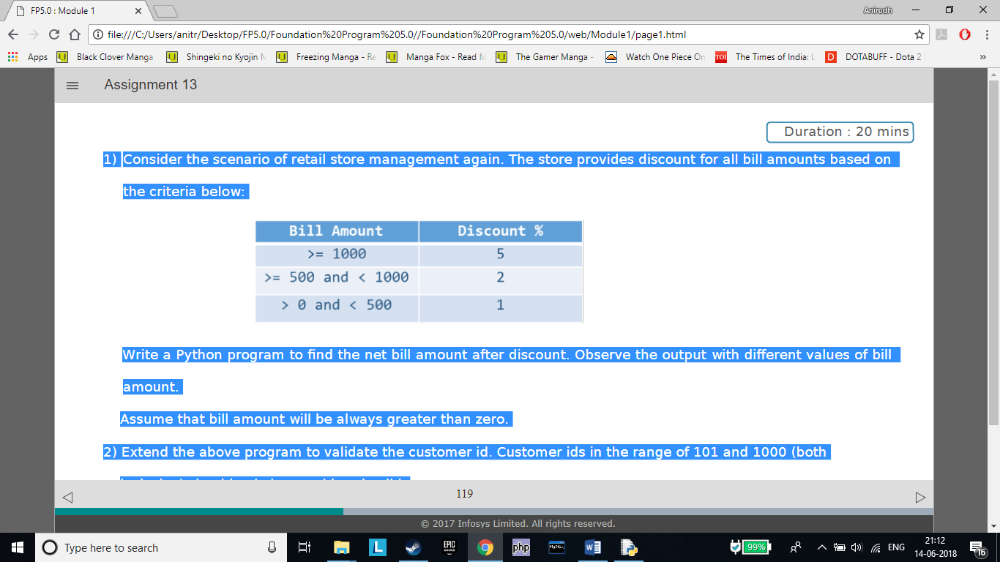 FP5.0 : Module 1
Anirudh
file:///C:/Users/anitr/Desktop/FP5.0/Foundation%20Program%205.0//Foundation%20Program%205.0/web/Module1/page1.html
Apps Black Clover Manga Shingeki no Kyojin Freezing Manga - Manga Fox - Read The Gamer Manga - Watch One Piece TOI The Times of India: D DOTABUFF - Dota 2 »
Assignment 13
Duration : 20 mins
1) Consider the scenario of retail store management again. The store provides discount for all bill amounts based on
the criteria below:
Bill Amount Discount %
>= 1000 5
>= 500 and < 1000 2
> 0 and < 500 1
Write a Python program to find the net bill amount after discount. Observe the output with different values of bill
amount.
Assume that bill amount will be always greater than zero.
2) Extend the above program to validate the customer id. Customer ids in the range of 101 and 1000 (both
119
© 2017 Infosys Limited. All rights reserved.
Type here to search
L
EPIC
GAMES
php
MySQL
W
99%
ENG
21:12
14-06-2018
16